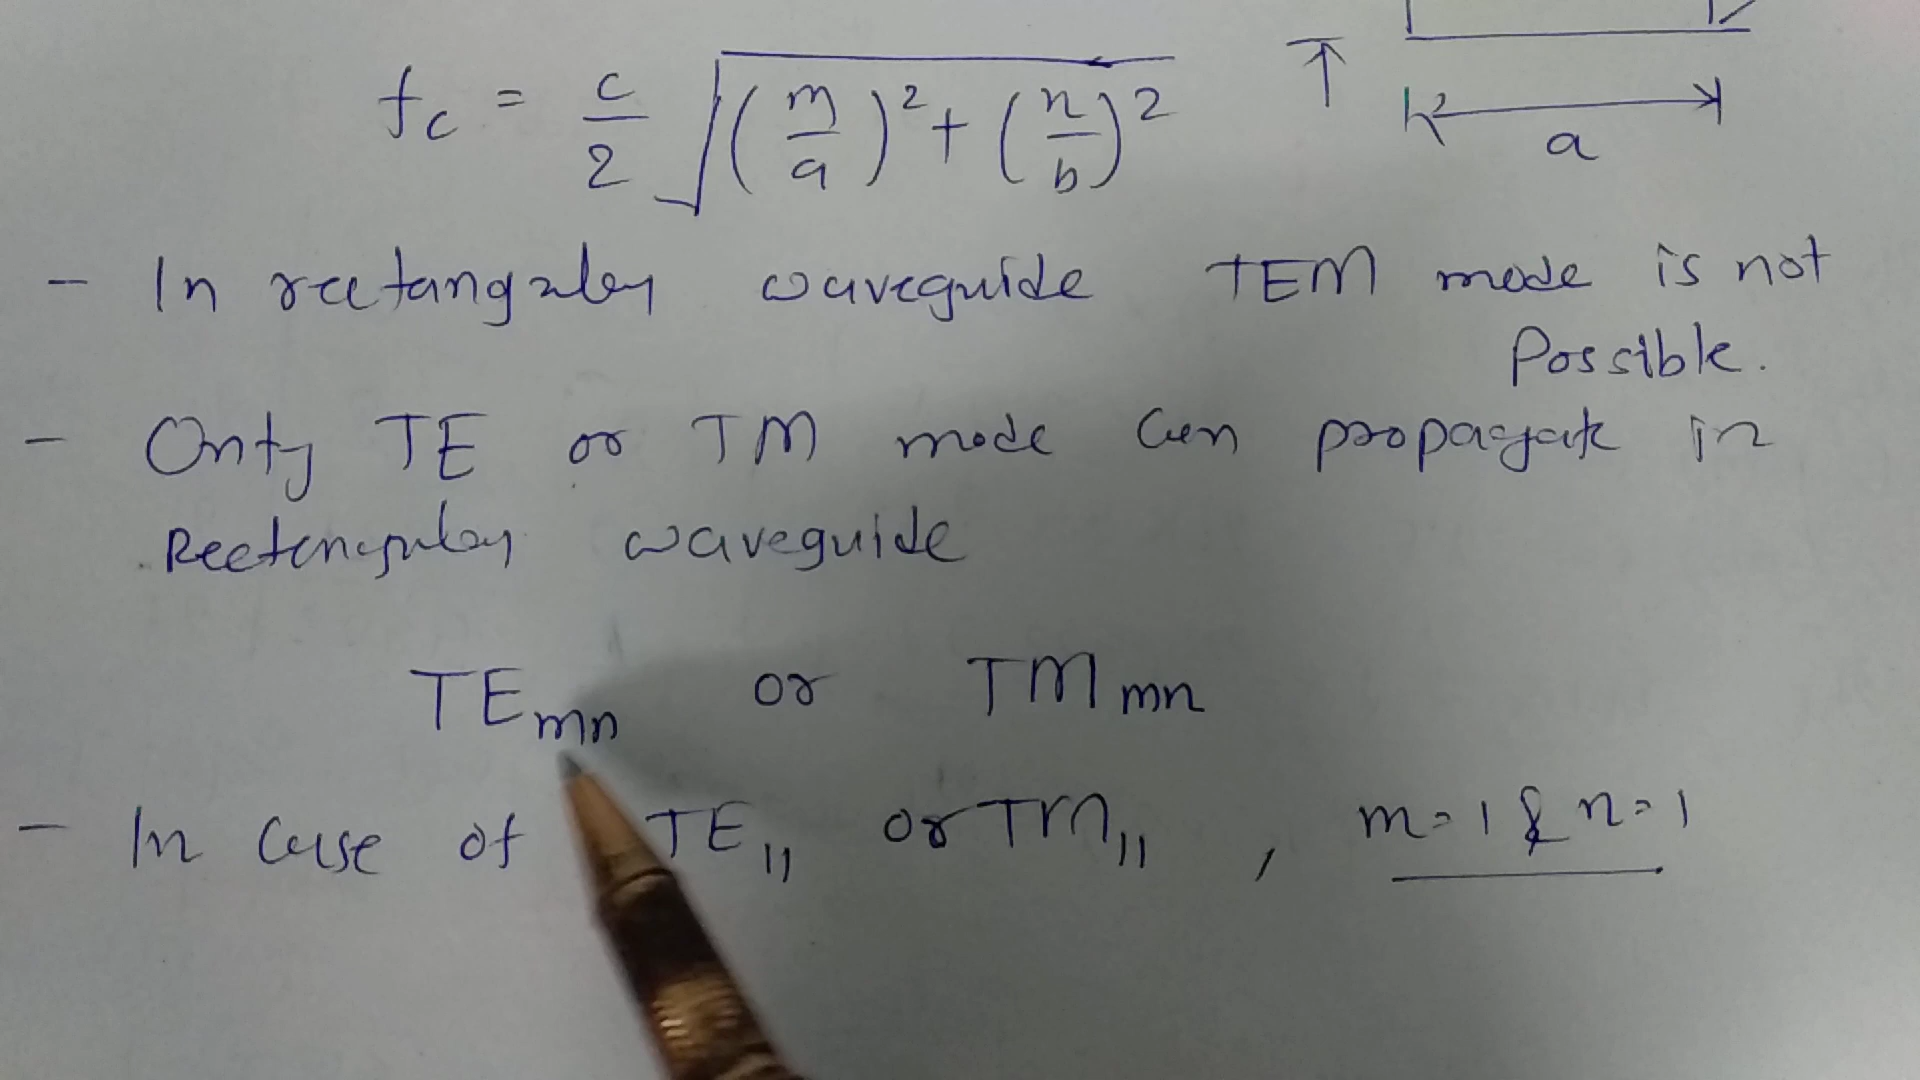 fc = c/2 √((m/a)² + (n/b)²)
a
- In rectangular waveguide TEM mode is not
Possible.
- Only TE or TM mode can propagate in
Rectangular waveguide
TEmn or TMmn
- In case of TE11 or TM11, m=1 & n=1